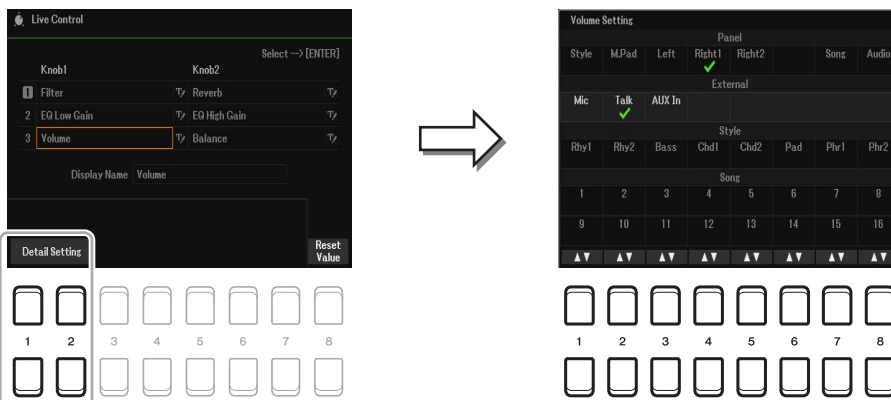 Live Control
Select --> [ENTER]
Knob1 Knob2
1 Filter Reverb
2 EQ Low Gain EQ High Gain
3 Volume Balance
Display Name Volume
Detail Setting
Reset
Value
1 2 3 4 5 6 7 8
Volume Setting
Panel
Style M.Pad Left Right1 Right2 Song Audio
External
Mic Talk AUX In
Style
Rhy1 Rhy2 Bass Chd1 Chd2 Pad Phr1 Phr2
Song
1 2 3 4 5 6 7 8
9 10 11 12 13 14 15 16
1 2 3 4 5 6 7 8